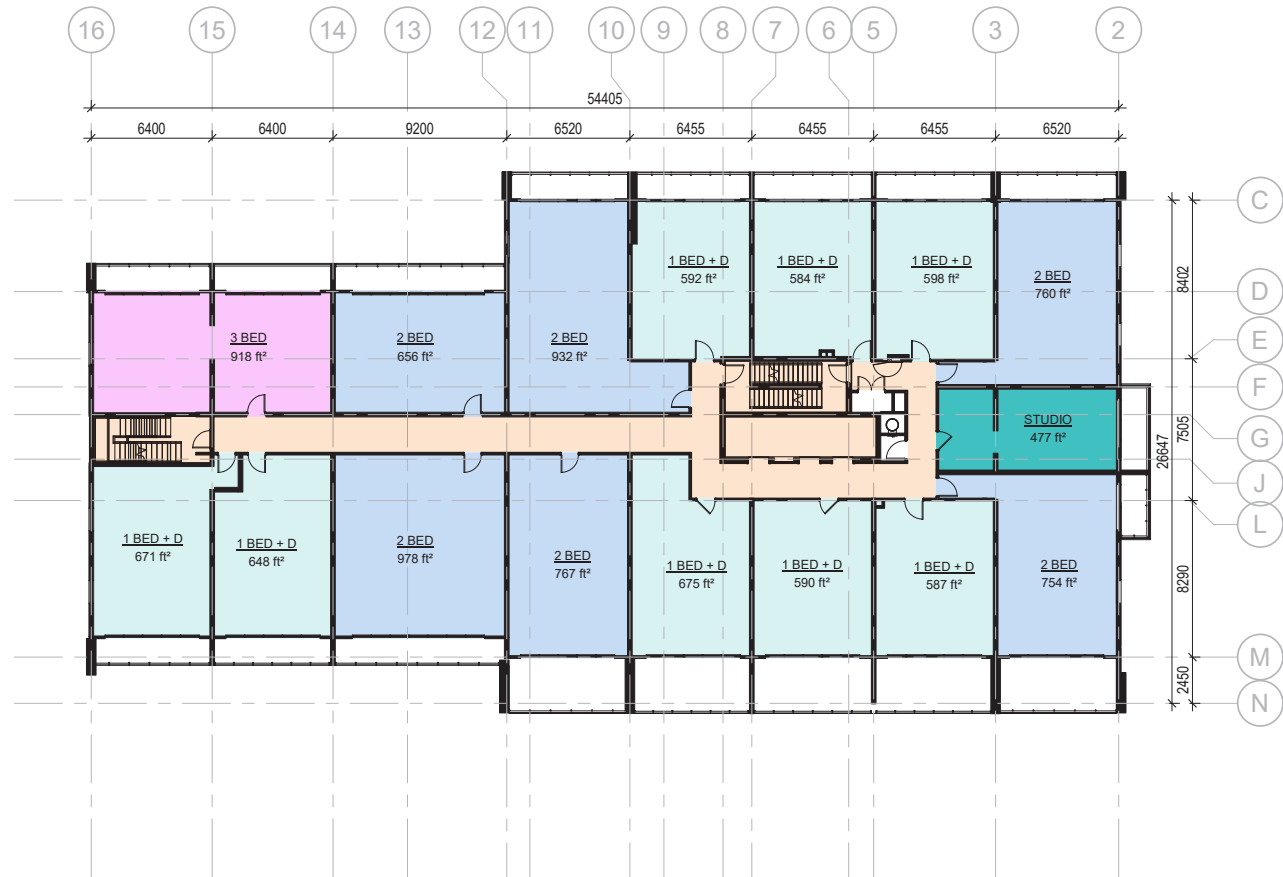 16 15 14 13 12 11 10 9 8 7 6 5 3 2
54405
6400 6400 9200 6520 6455 6455 6455 6520
C
D
E
F
G
J
L
M
N
8402
7505
26647
8290
2450
1 BED + D
592 ft²
1 BED + D
584 ft²
1 BED + D
598 ft²
2 BED
760 ft²
3 BED
918 ft²
2 BED
656 ft²
2 BED
932 ft²
STUDIO
477 ft²
1 BED + D
671 ft²
1 BED + D
648 ft²
2 BED
978 ft²
2 BED
767 ft²
1 BED + D
675 ft²
1 BED + D
590 ft²
1 BED + D
587 ft²
2 BED
754 ft²